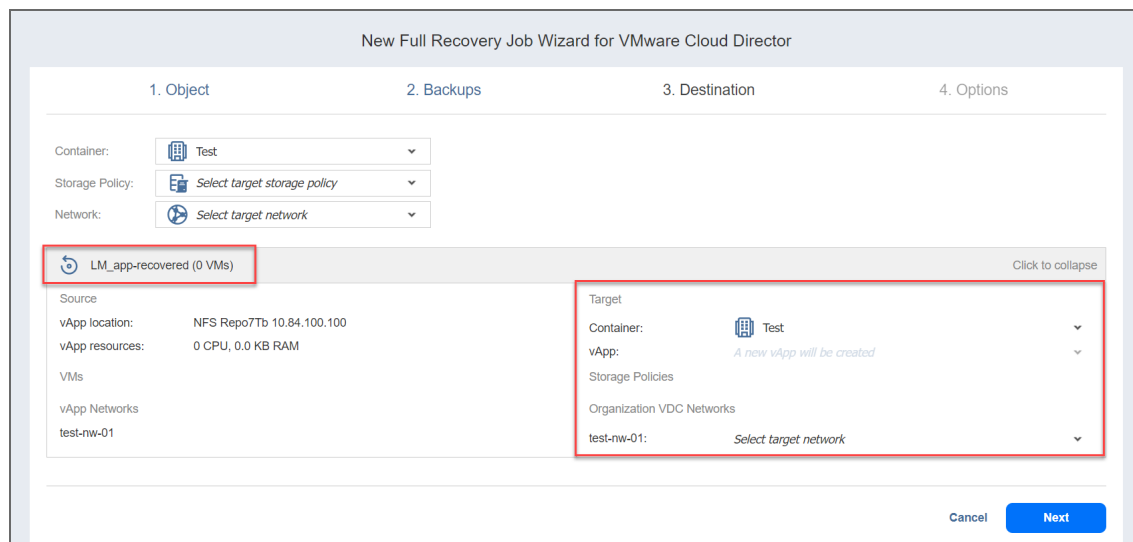 New Full Recovery Job Wizard for VMware Cloud Director
1. Object 2. Backups 3. Destination 4. Options
Container: Test
Storage Policy: Select target storage policy
Network: Select target network
LM_app-recovered (0 VMs) Click to collapse
Source
vApp location: NFS Repo7Tb 10.84.100.100
vApp resources: 0 CPU, 0.0 KB RAM
VMs
vApp Networks
test-nw-01
Target
Container: Test
vApp: A new vApp will be created
Storage Policies
Organization VDC Networks
test-nw-01: Select target network
Cancel Next